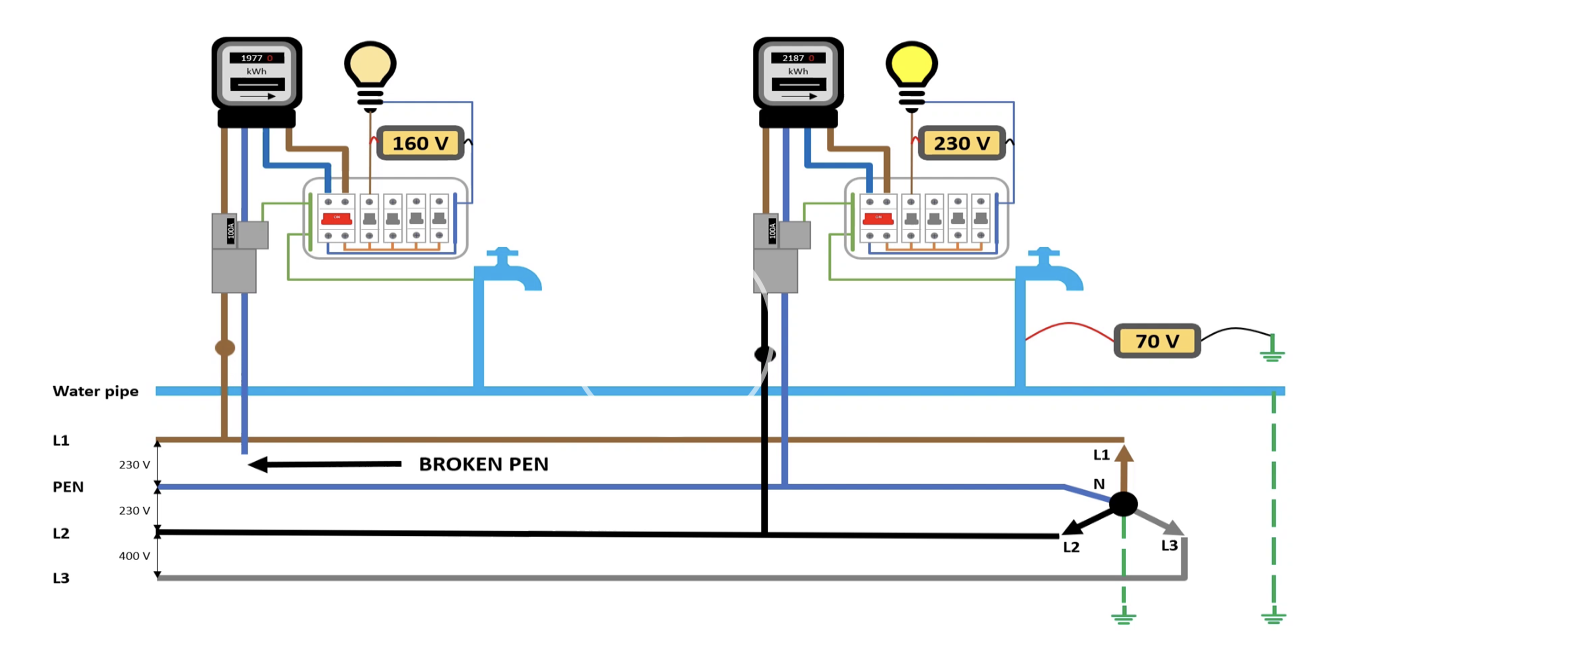 1977 0
kWh
160 V
100A
2187 0
kWh
230 V
100A
70 V
Water pipe
L1
230 V
BROKEN PEN
PEN
230 V
L2
400 V
L3
L1
N
L2
L3